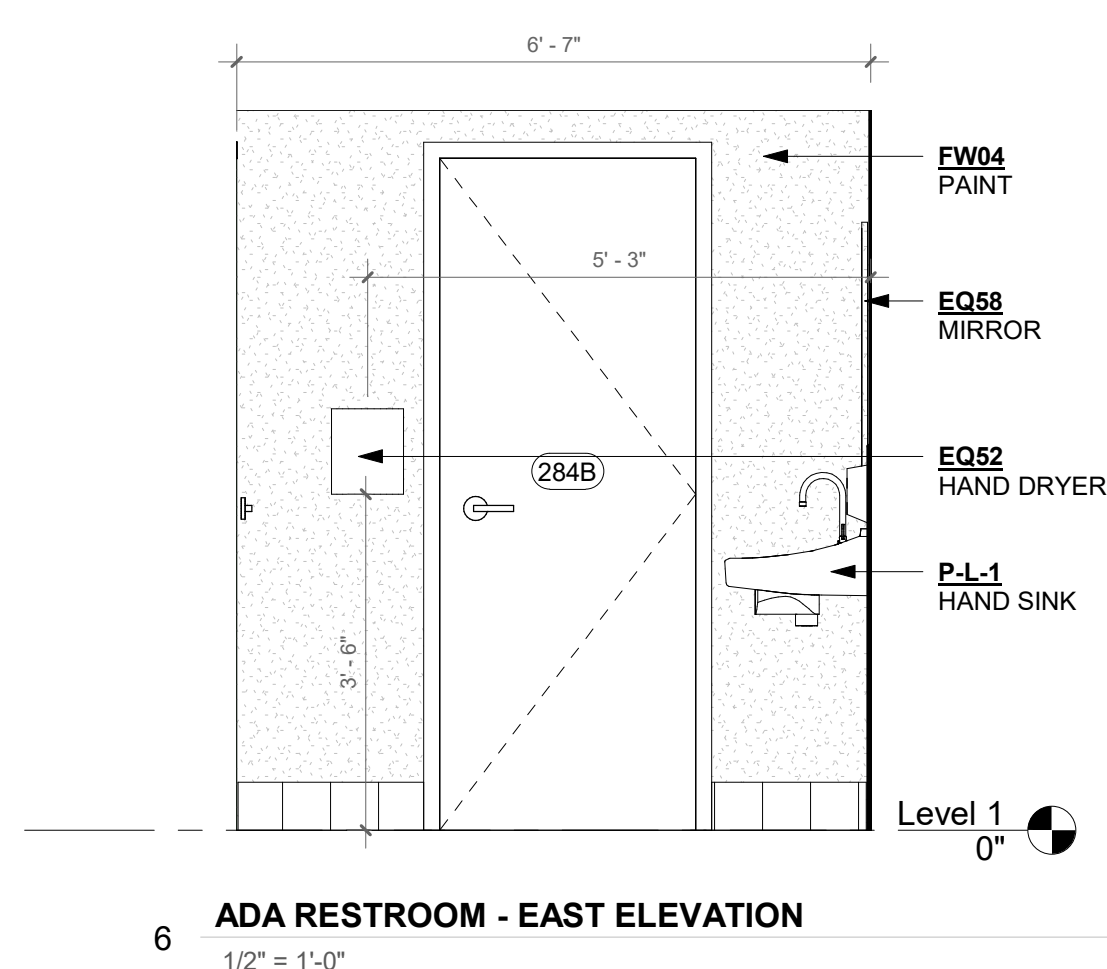 6' - 7"
FW04
PAINT
5' - 3"
EQ58
MIRROR
EQ52
HAND DRYER
284B
P-L-1
HAND SINK
3' - 6"
Level 1
0"
6
ADA RESTROOM - EAST ELEVATION
1/2" = 1'-0"